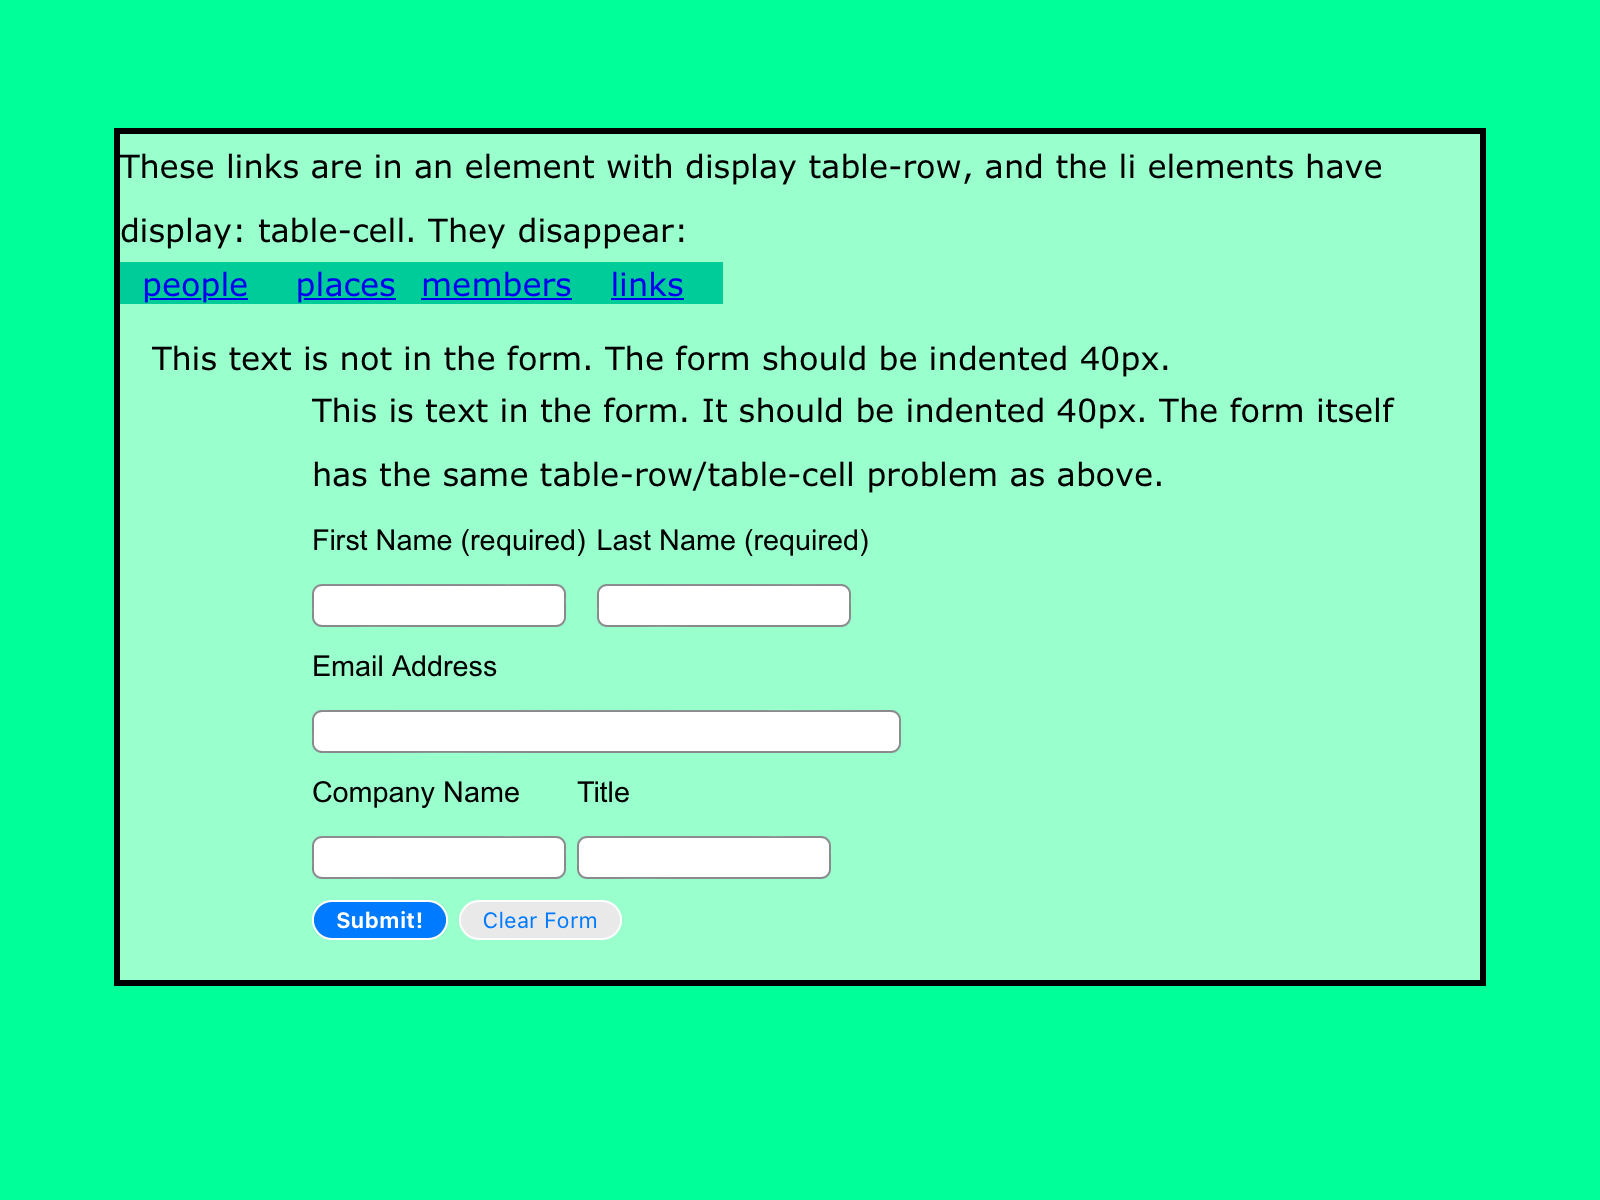 These links are in an element with display table-row, and the li elements have
display: table-cell. They disappear:
people places members links
This text is not in the form. The form should be indented 40px.
This is text in the form. It should be indented 40px. The form itself
has the same table-row/table-cell problem as above.
First Name (required) Last Name (required)
Email Address
Company Name Title
Submit! Clear Form